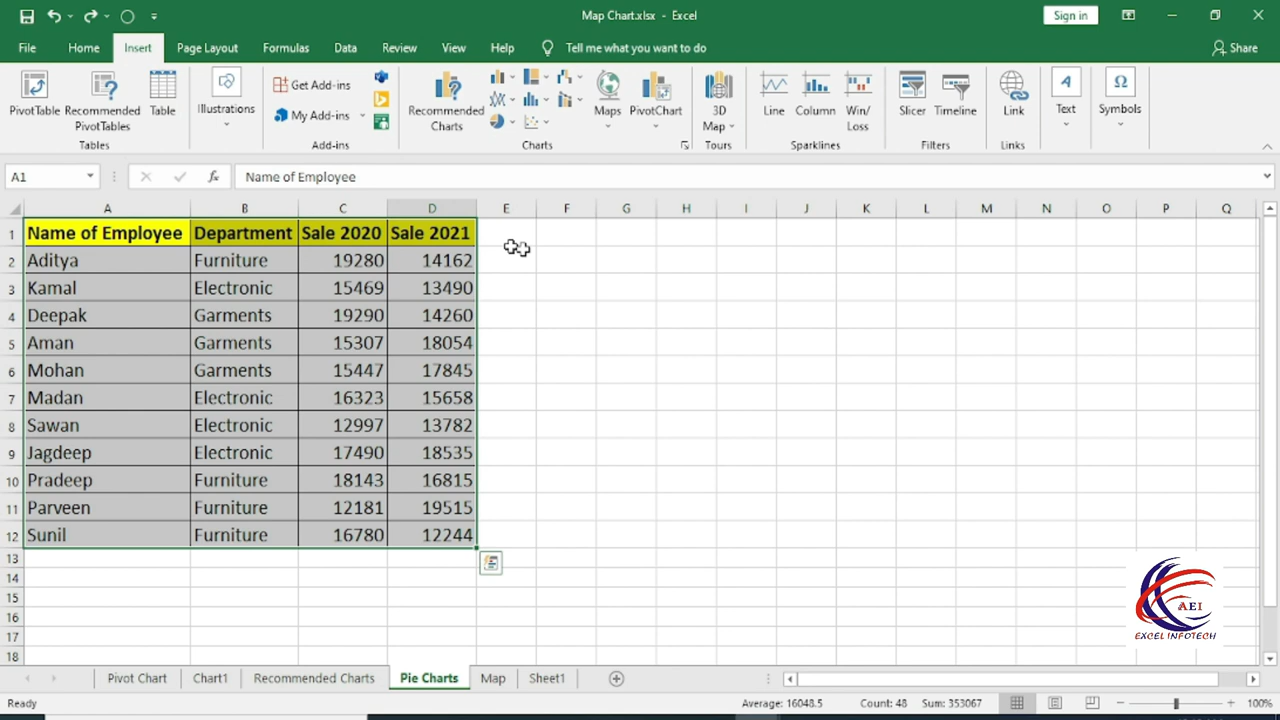 Map Chart.xlsx - Excel
Sign in
File Home Insert Page Layout Formulas Data Review View Help Tell me what you want to do Share
PivotTable Recommended PivotTables Table Illustrations Get Add-ins My Add-ins Recommended Charts Maps PivotChart 3D Map Line Column Win/Loss Slicer Timeline Link Text Symbols
Tables Add-ins Charts Tours Sparklines Filters Links
A1 fx Name of Employee
A B C D E F G H I J K L M N O P Q
1 Name of Employee Department Sale 2020 Sale 2021
2 Aditya Furniture 19280 14162
3 Kamal Electronic 15469 13490
4 Deepak Garments 19290 14260
5 Aman Garments 15307 18054
6 Mohan Garments 15447 17845
7 Madan Electronic 16323 15658
8 Sawan Electronic 12997 13782
9 Jagdeep Electronic 17490 18535
10 Pradeep Furniture 18143 16815
11 Parveen Furniture 12181 19515
12 Sunil Furniture 16780 12244
13
14
15
16
17
18
AEI
EXCEL INFOTECH
Pivot Chart Chart1 Recommended Charts Pie Charts Map Sheet1
Ready Average: 16048.5 Count: 48 Sum: 353067 100%